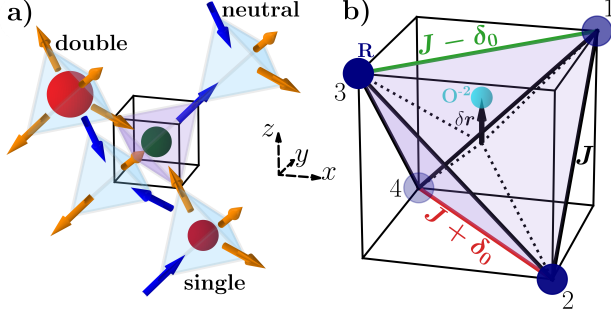 a)
neutral
double
z
y
x
single
b)
1
R
J − δ₀
3
O⁻²
δr
J
4
J + δ₀
2